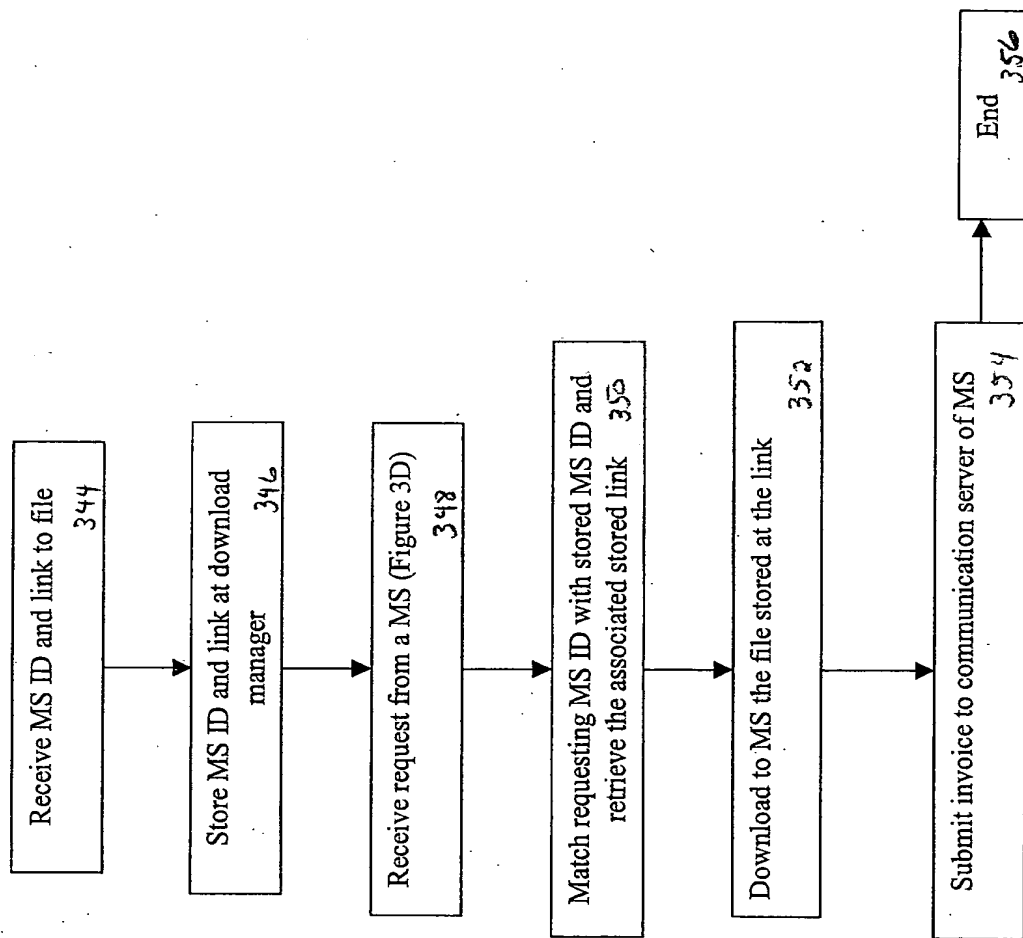 Receive MS ID and link to file
344
Store MS ID and link at download
manager 346
Receive request from a MS (Figure 3D)
348
Match requesting MS ID with stored MS ID and
retrieve the associated stored link 350
Download to MS the file stored at the link
352
Submit invoice to communication server of MS
354
End
356